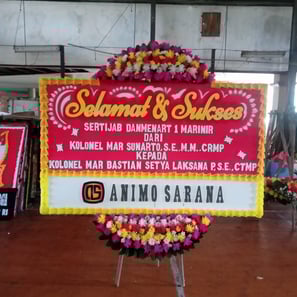 Selamat & Sukses
SERTIJAB DANMENART 1 MARINIR
DARI
KOLONEL MAR SUNARTO, S.E., M.M., CRMP
KEPADA
KOLONEL MAR BASTIAN SETYA LAKSANA P, S.E., CTMP
AS ANIMO SARANA